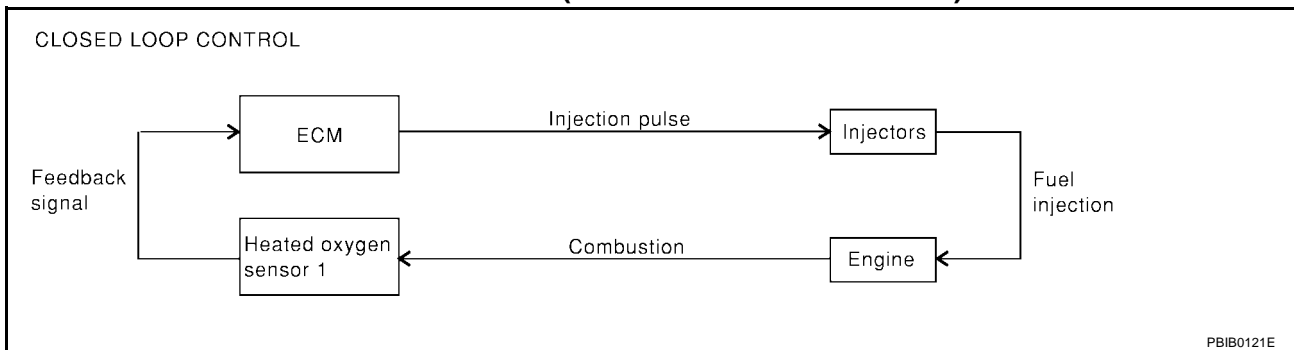 CLOSED LOOP CONTROL
ECM
Injection pulse
Injectors
Feedback
signal
Fuel
injection
Heated oxygen
sensor 1
Combustion
Engine
PBIB0121E